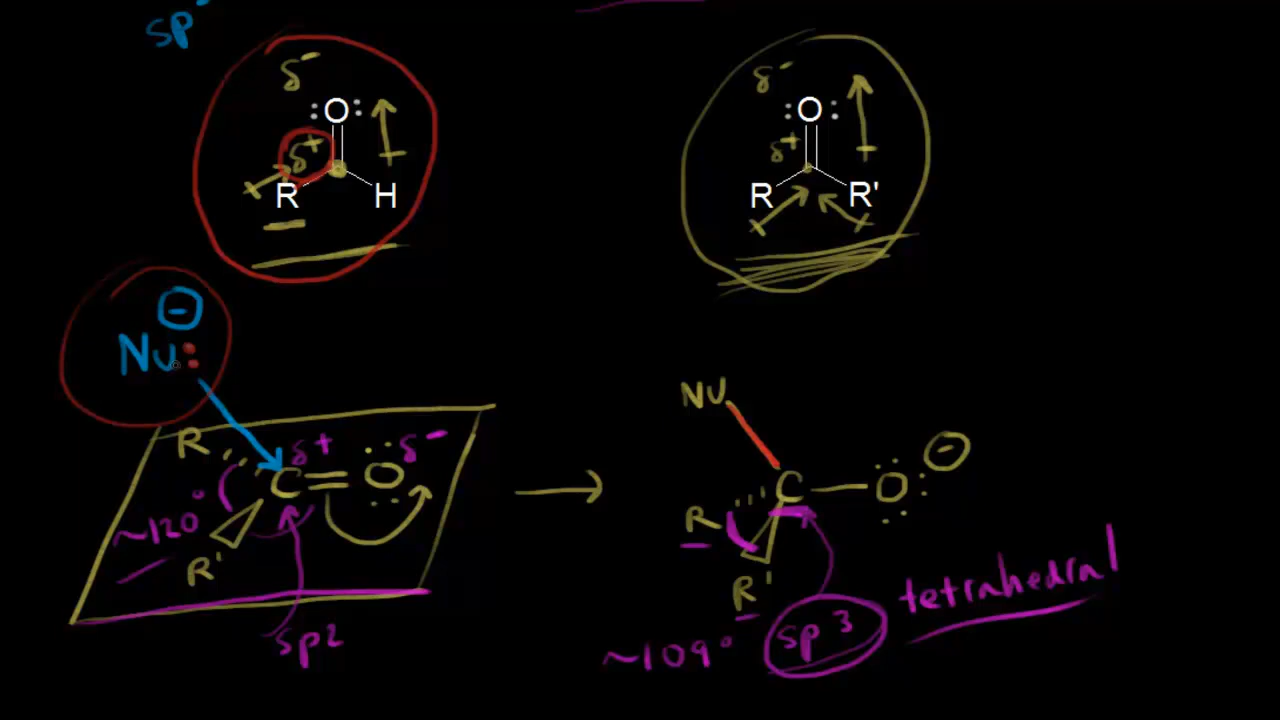 sp
δ- δ-
:O: :O:
δ+ δ+
R H R R'
Nu: -
NU
R δ+ δ- -
C=O C-O:
~120° R
R' R'
sp2 ~109° sp3 tetrahedral